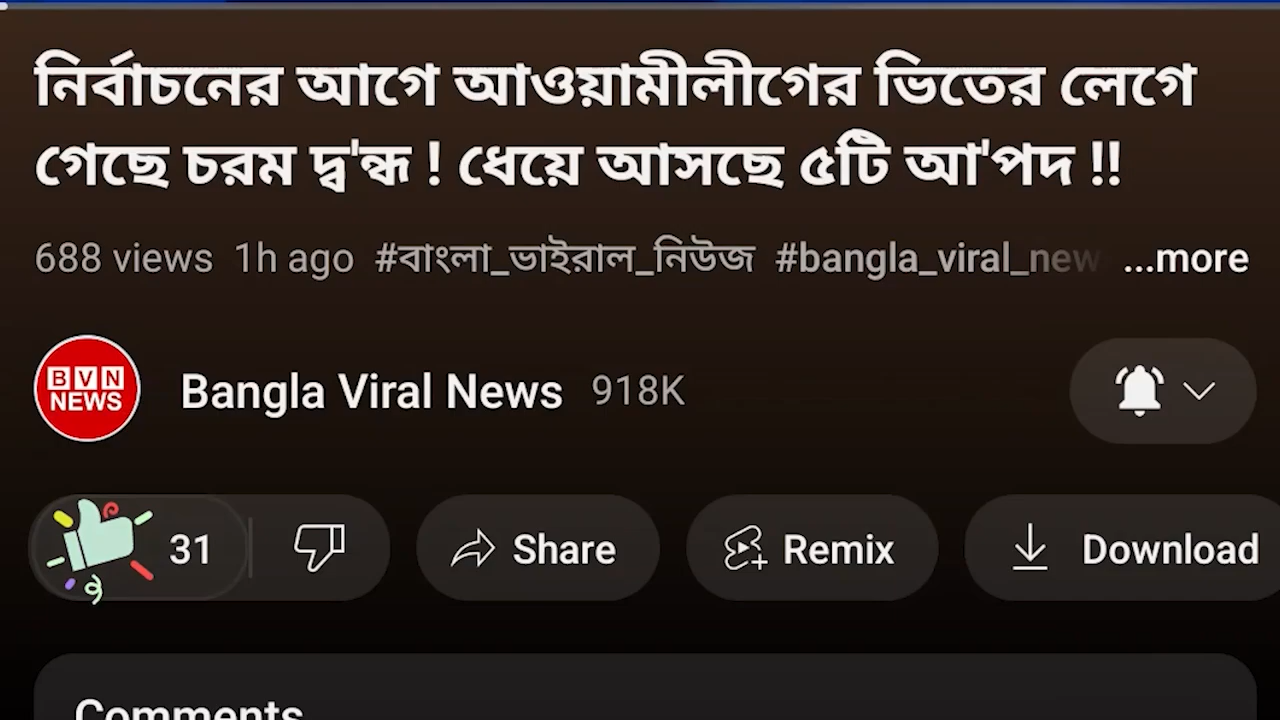 নির্বাচনের আগে আওয়ামীলীগের ভিতের লেগে
গেছে চরম দ্ব'ন্ধ ! ধেয়ে আসছে ৫টি আ'পদ !!
688 views 1h ago #বাংলা_ভাইরাল_নিউজ #bangla_viral_new ...more
BVN
NEWS
Bangla Viral News 918K
31 Share Remix Download
Comments